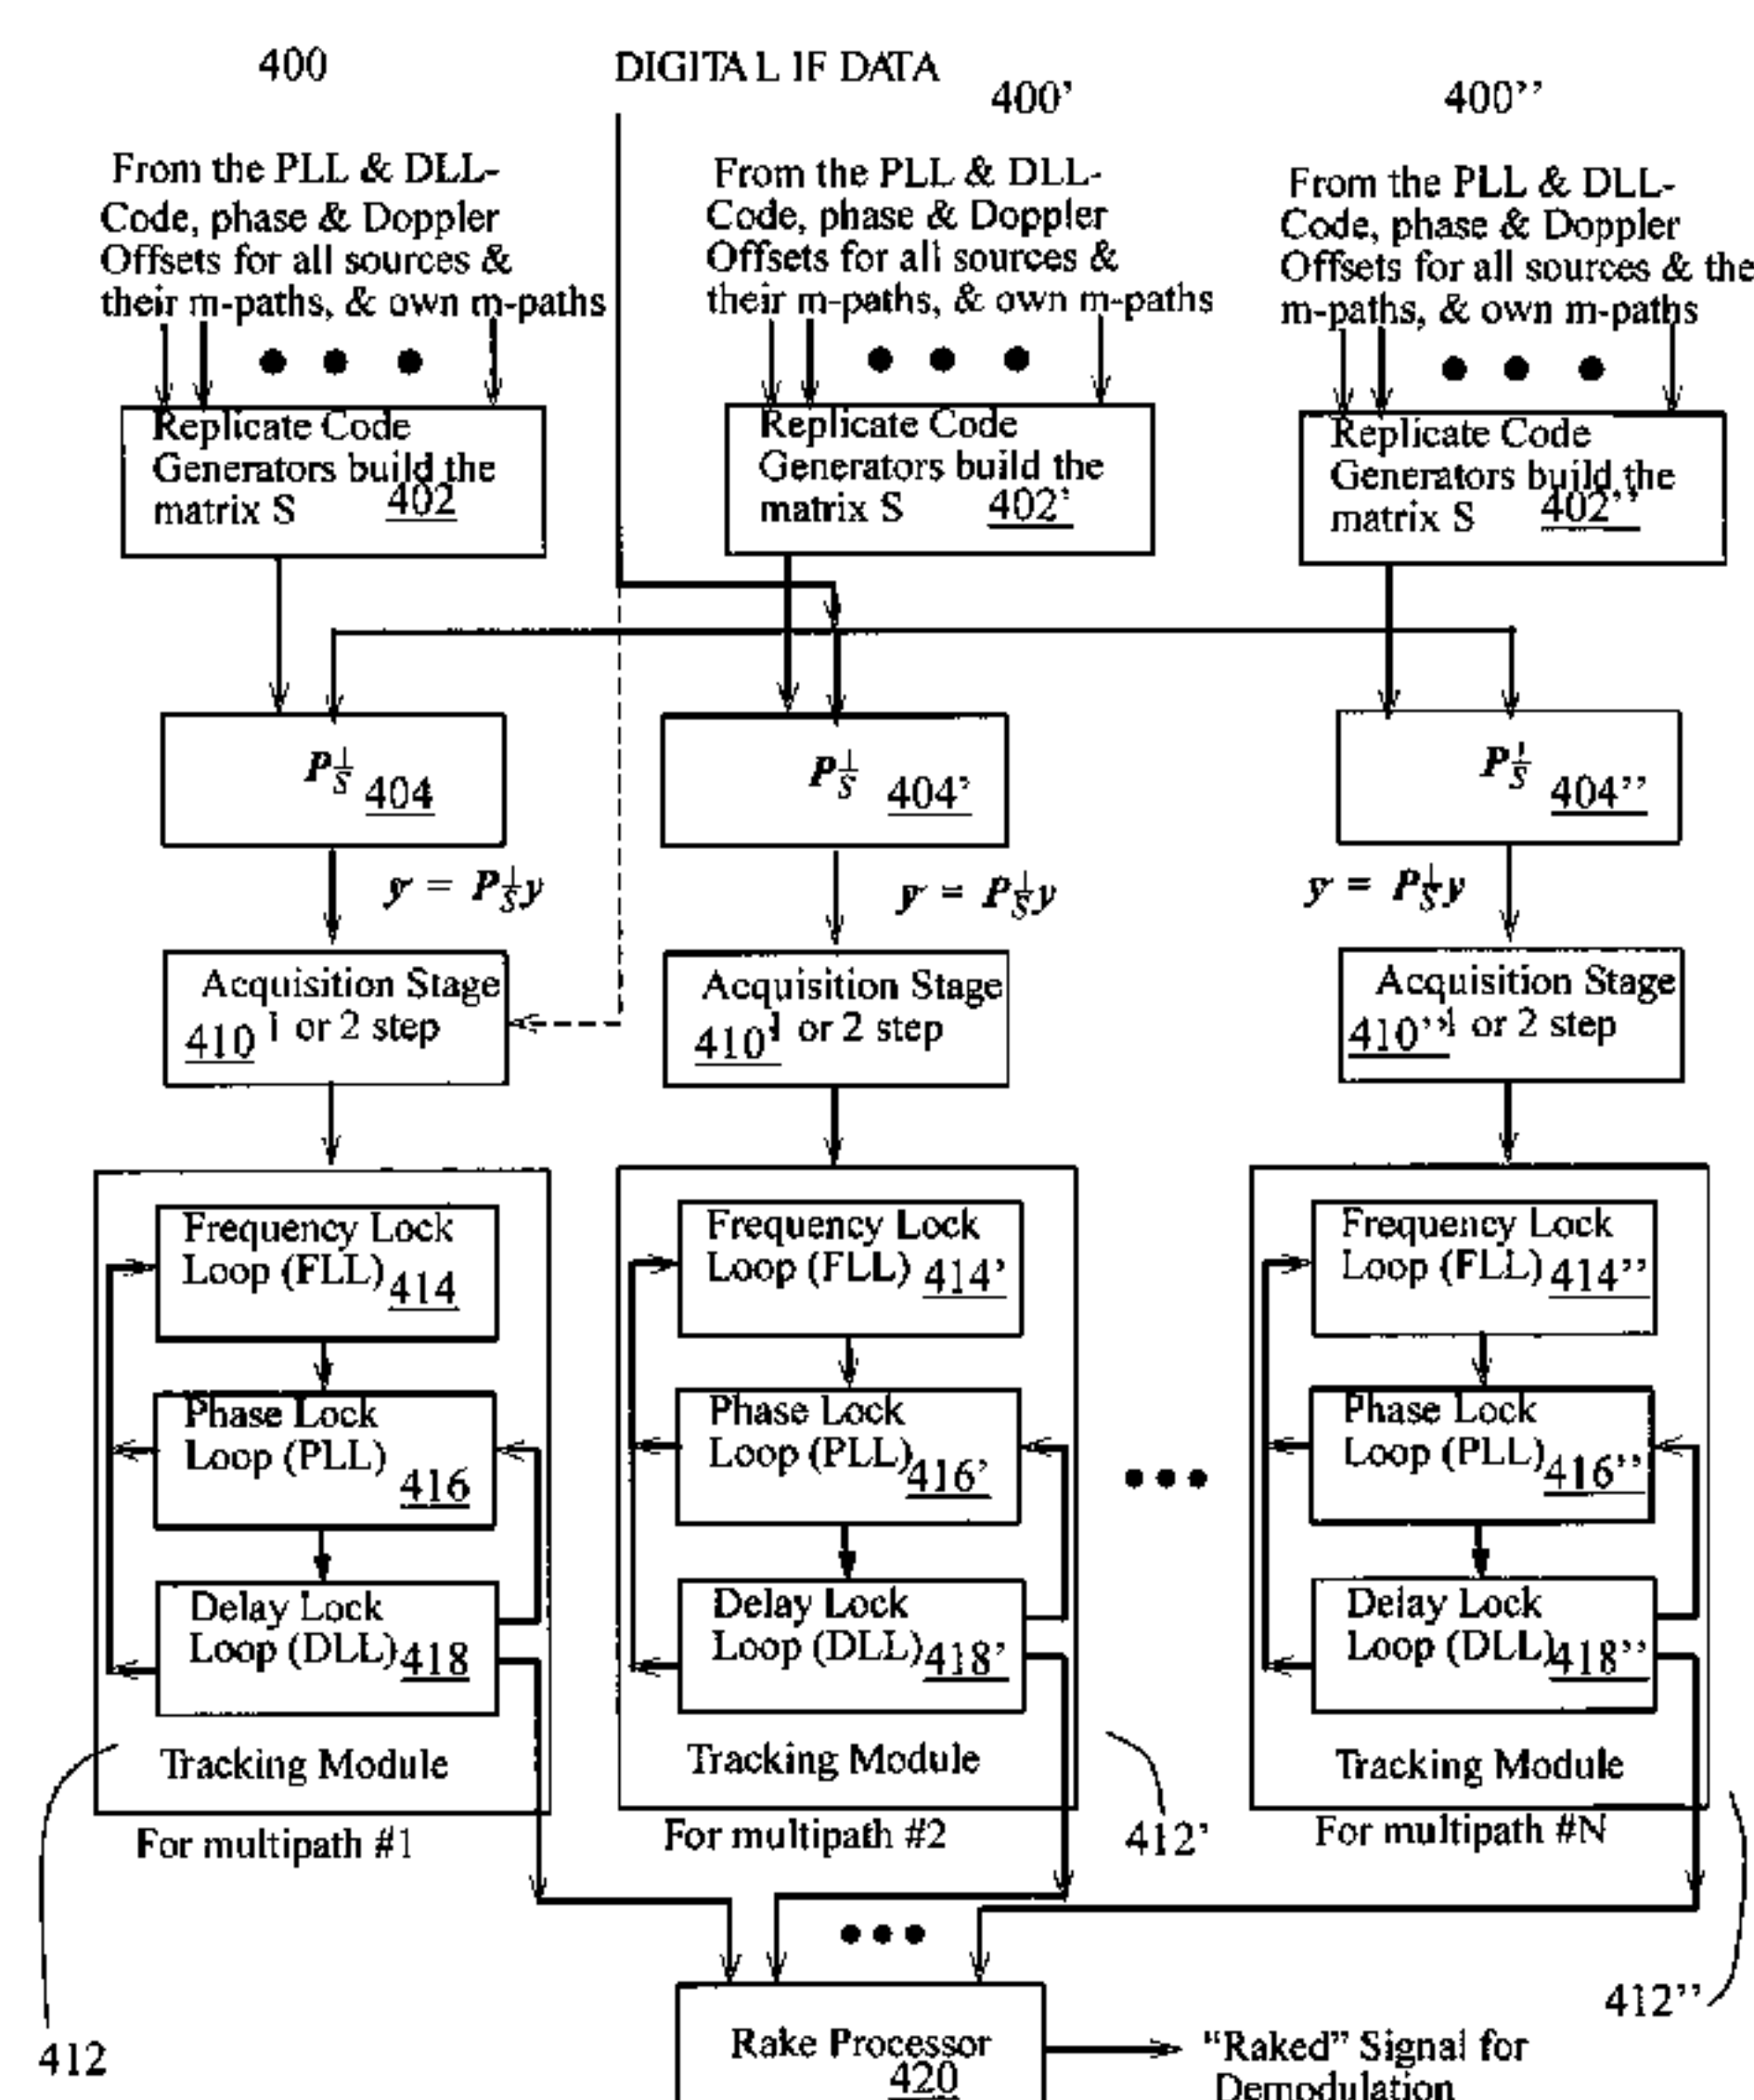 400
DIGITAL IF DATA
400’
400’’
From the PLL & DLL-
Code, phase & Doppler
Offsets for all sources &
their m-paths, & own m-paths
From the PLL & DLL-
Code, phase & Doppler
Offsets for all sources &
their m-paths, & own m-paths
From the PLL & DLL-
Code, phase & Doppler
Offsets for all sources & the
m-paths, & own m-paths
Replicate Code
Generators build the
matrix S 402
Replicate Code
Generators build the
matrix S 402’
Replicate Code
Generators build the
matrix S 402’’
P⊥S 404
P⊥S 404’
P⊥S 404’’
y = P⊥S y
y = P⊥S y
y = P⊥S y
Acquisition Stage
410 1 or 2 step
Acquisition Stage
410’ 1 or 2 step
Acquisition Stage
410’’ 1 or 2 step
Frequency Lock
Loop (FLL) 414
Frequency Lock
Loop (FLL) 414’
Frequency Lock
Loop (FLL) 414’’
Phase Lock
Loop (PLL)
416
Phase Lock
Loop (PLL) 416’
Phase Lock
Loop (PLL) 416’’
Delay Lock
Loop (DLL) 418
Delay Lock
Loop (DLL) 418’
Delay Lock
Loop (DLL) 418’’
Tracking Module
Tracking Module
Tracking Module
For multipath #1
For multipath #2
For multipath #N
412’
412’’
412
Rake Processor
420
“Raked” Signal for
Demodulation